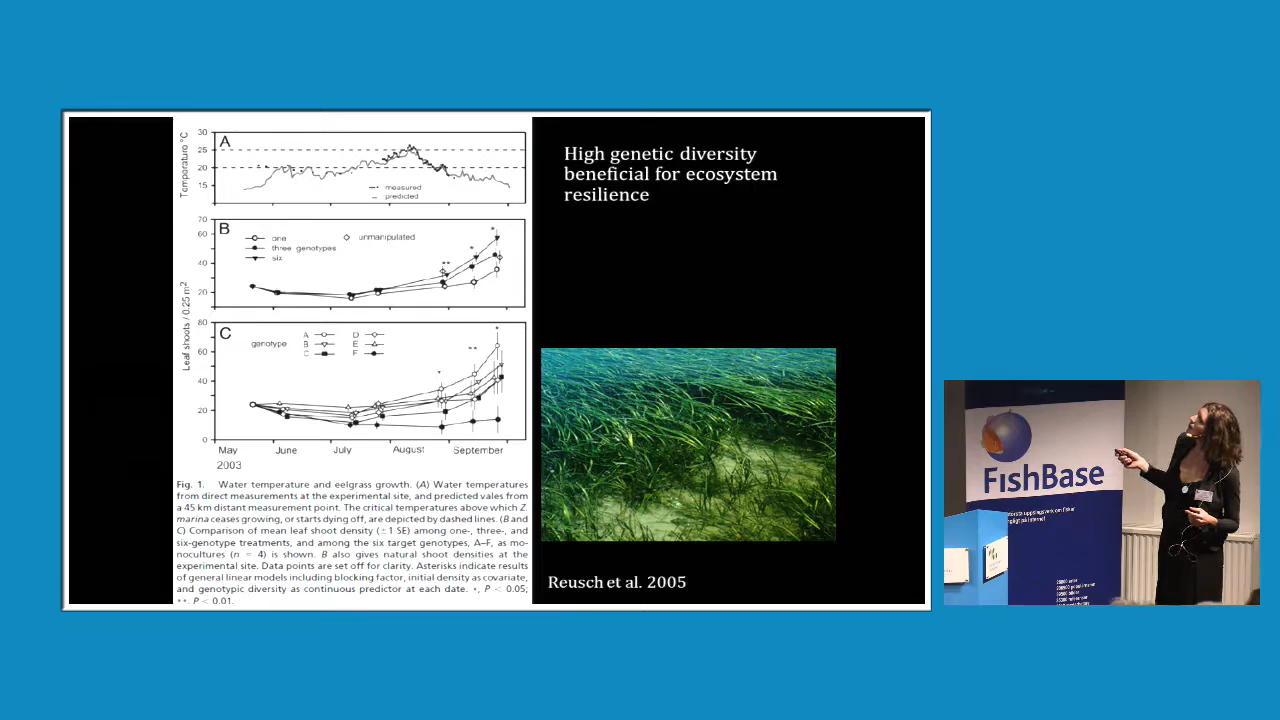 High genetic diversity
beneficial for ecosystem
resilience
A
Temperature °C
30
25
20
15
measured
predicted
B
70
60
40
20
one
three genotypes
six
unmanipulated
*
*
**
Leaf shoots / 0.25 m²
C
80
60
40
20
0
genotype
A
B
C
D
E
F
*
**
*
May
June
July
August
September
2003
Fig. 1. Water temperature and eelgrass growth. (A) Water temperatures
from direct measurements at the experimental site, and predicted vales from
a 45 km distant measurement point. The critical temperatures above which Z.
marina ceases growing, or starts dying off, are depicted by dashed lines. (B and
C) Comparison of mean leaf shoot density (±1 SE) among one-, three-, and
six-genotype treatments, and among the six target genotypes, A–F, as mo-
nocultures (n = 4) is shown. B also gives natural shoot densities at the
experimental site. Data points are set off for clarity. Asterisks indicate results
of general linear models including blocking factor, initial density as covariate,
and genotypic diversity as continuous predictor at each date. *, P < 0.05;
**, P < 0.01.
Reusch et al. 2005
FishBase
största uppslagsverk om fiskar